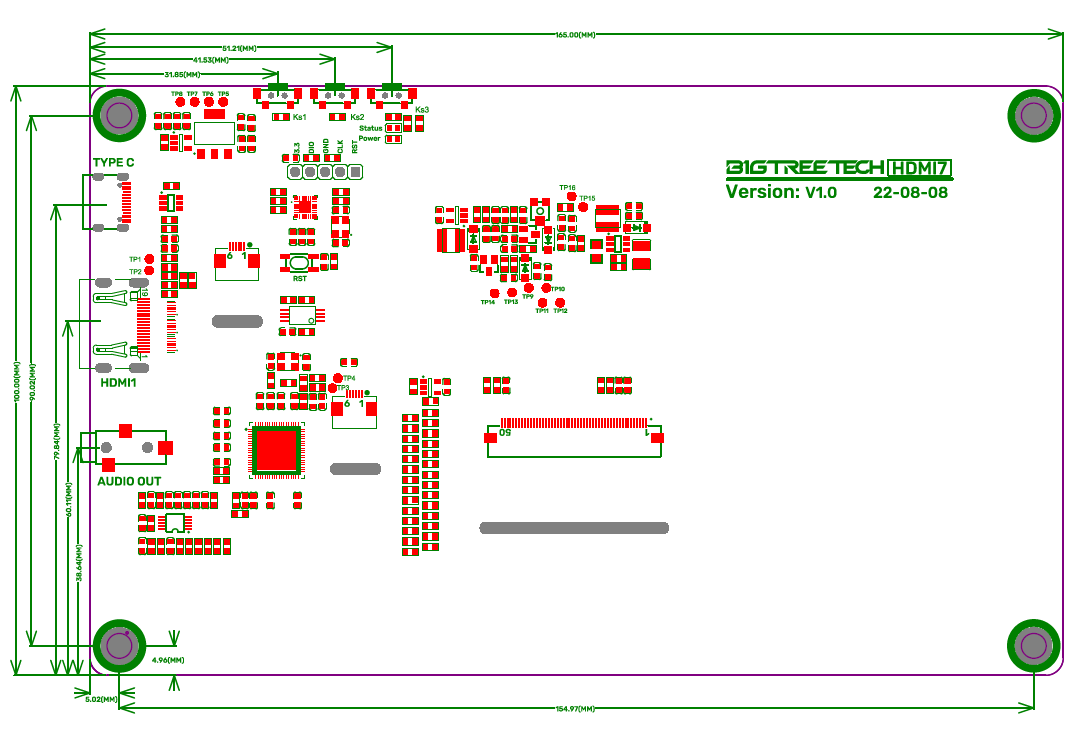 165.00(MM)
51.21(MM)
41.53(MM)
31.85(MM)
TP8 TP7 TP6 TP5
Ks1
Ks2
Ks3
Status
Power
3.3 DIO GND CLK RST
TYPE C
BIGTREETECH HDMI7
Version: V1.0 22-08-08
TP16
TP15
TP1
TP2
6 1
RST
TP14 TP13 TP9 TP10
TP11 TP12
19
1
HDMI1
TP4
TP3
6 1
50 1
AUDIO OUT
100.00(MM)
90.02(MM)
79.84(MM)
60.11(MM)
38.64(MM)
4.96(MM)
5.02(MM)
154.97(MM)